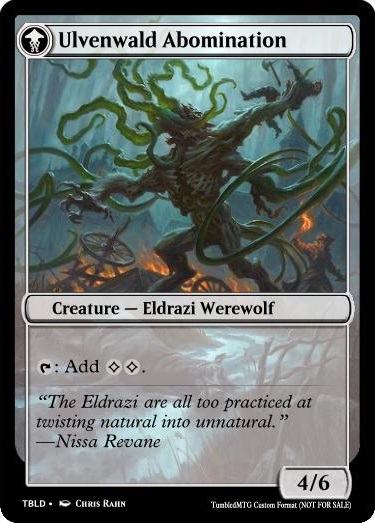 Ulvenwald Abomination
Creature — Eldrazi Werewolf
: Add .
“The Eldrazi are all too practiced at
twisting natural into unnatural.”
—Nissa Revane
4/6
TBLD • Chris Rahn
TumbledMTG Custom Format (NOT FOR SALE)